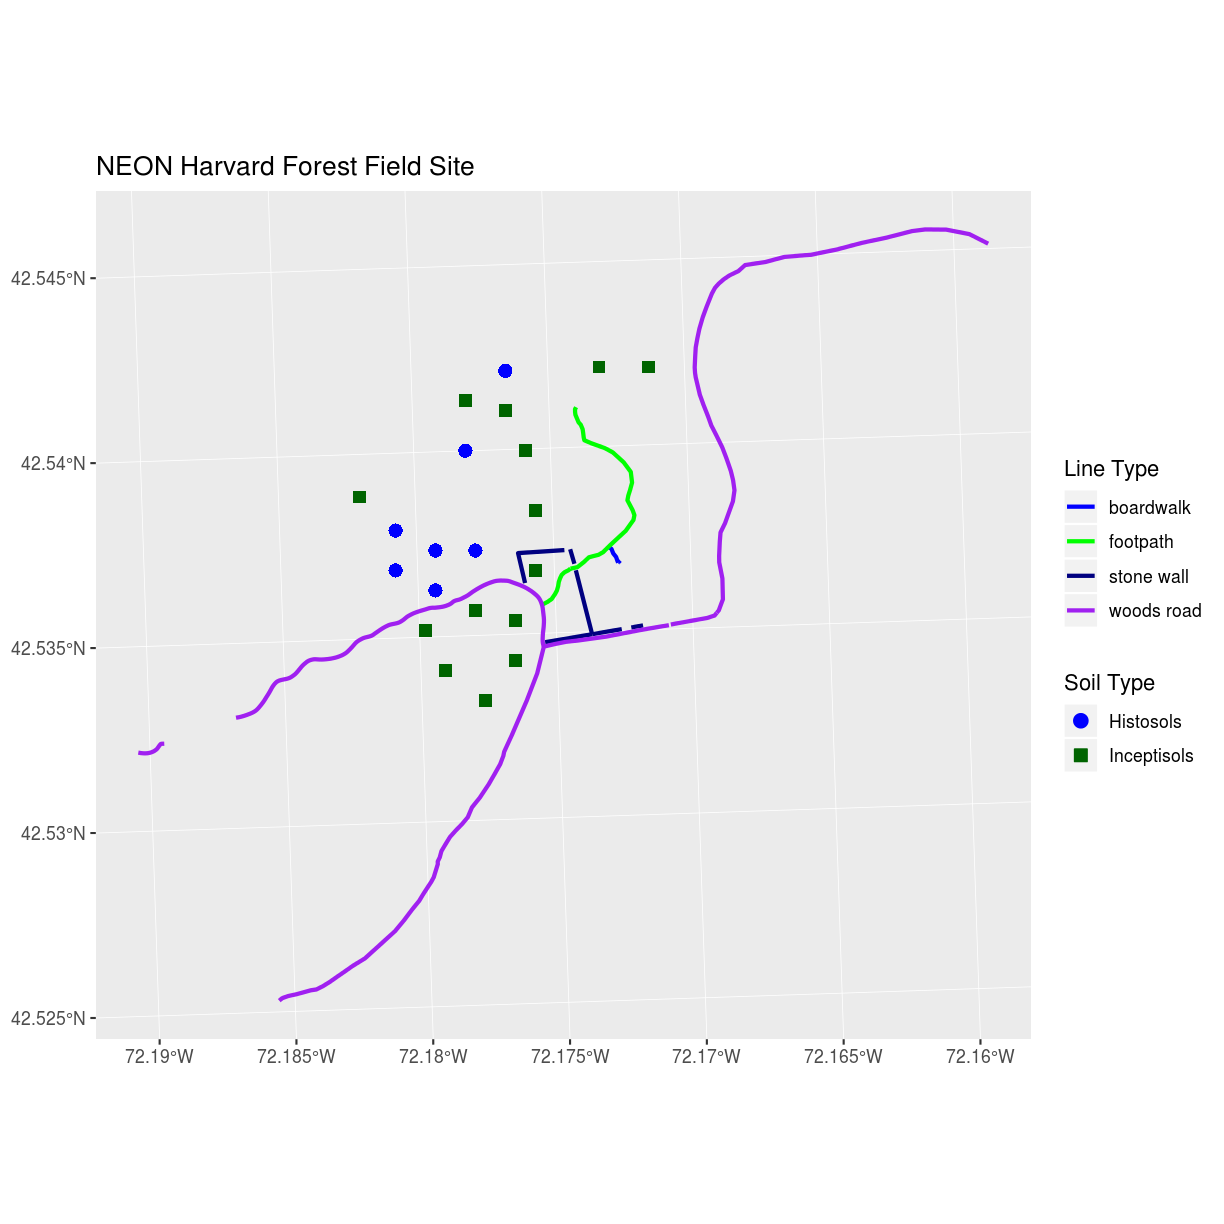 NEON Harvard Forest Field Site
42.545°N
42.54°N
42.535°N
42.53°N
42.525°N
72.19°W 72.185°W 72.18°W 72.175°W 72.17°W 72.165°W 72.16°W
Line Type
boardwalk
footpath
stone wall
woods road
Soil Type
Histosols
Inceptisols